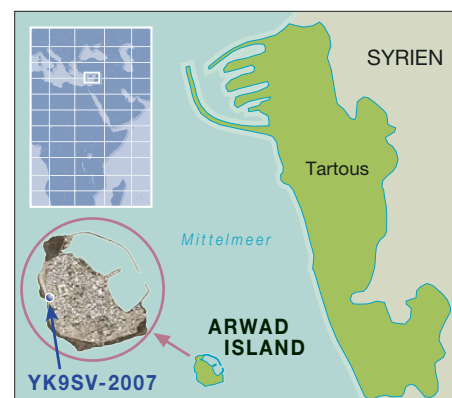 SYRIEN
Tartous
Mittelmeer
ARWAD
ISLAND
YK9SV-2007